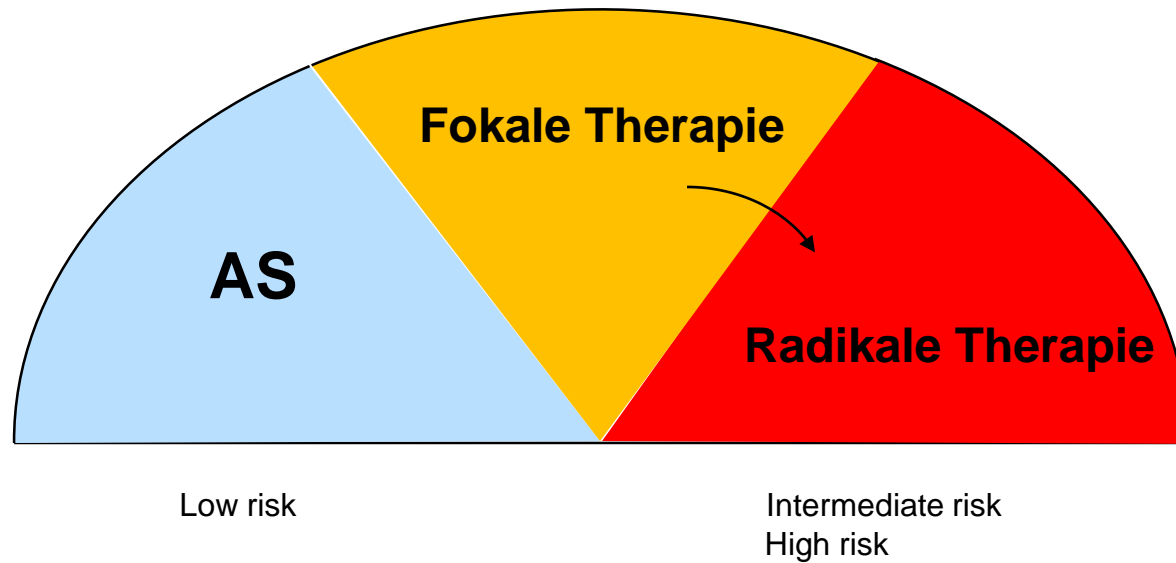 Fokale Therapie
AS
Radikale Therapie
Low risk
Intermediate risk
High risk